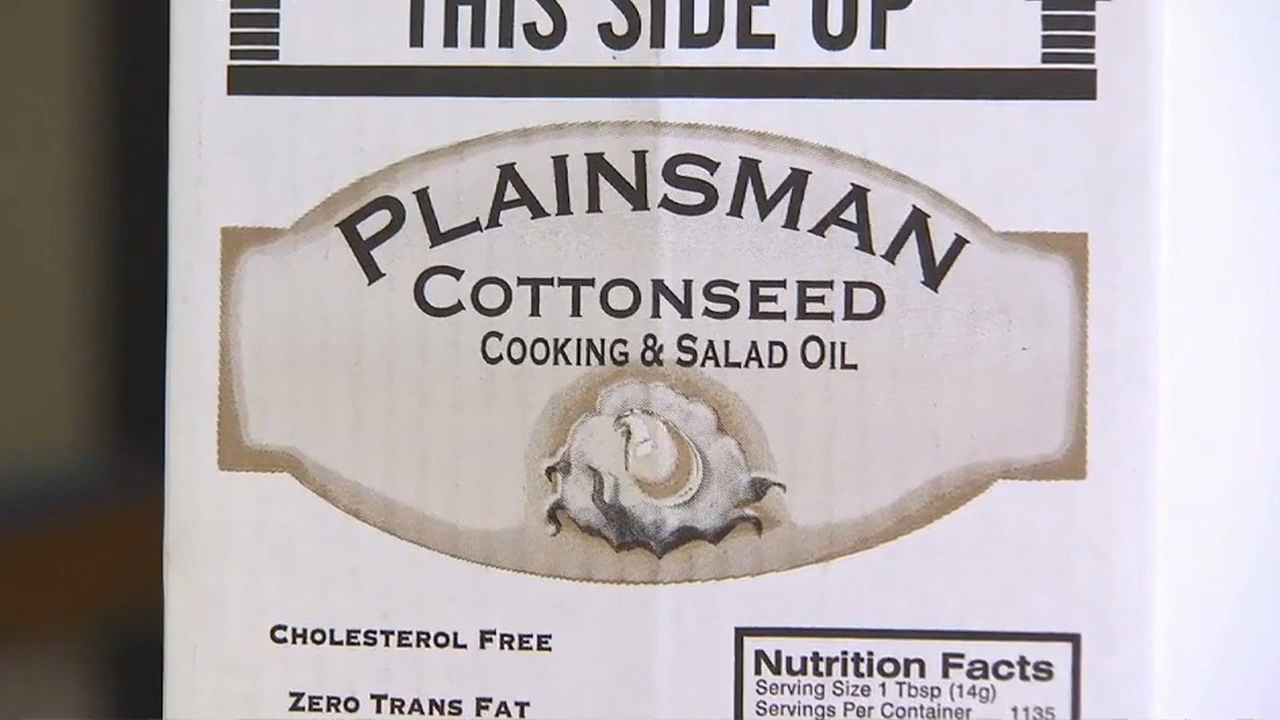 THIS SIDE UP
PLAINSMAN
COTTONSEED
COOKING & SALAD OIL
CHOLESTEROL FREE
ZERO TRANS FAT
Nutrition Facts
Serving Size 1 Tbsp (14g)
Servings Per Container 1135